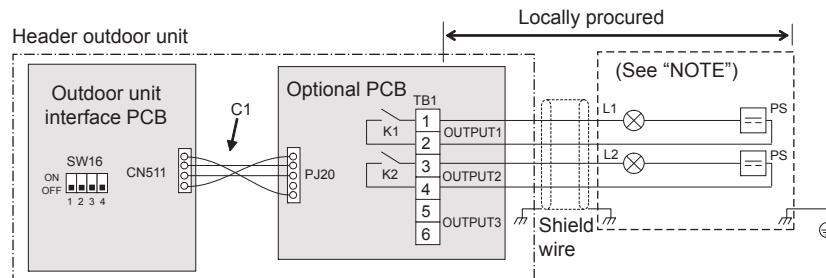 Locally procured
Header outdoor unit
Outdoor unit
interface PCB
C1
Optional PCB
TB1
(See “NOTE”)
SW16
ON
OFF
1 2 3 4
CN511
PJ20
K1
K2
1
2
3
4
5
6
OUTPUT1
OUTPUT2
OUTPUT3
Shield
wire
L1
PS
L2
PS